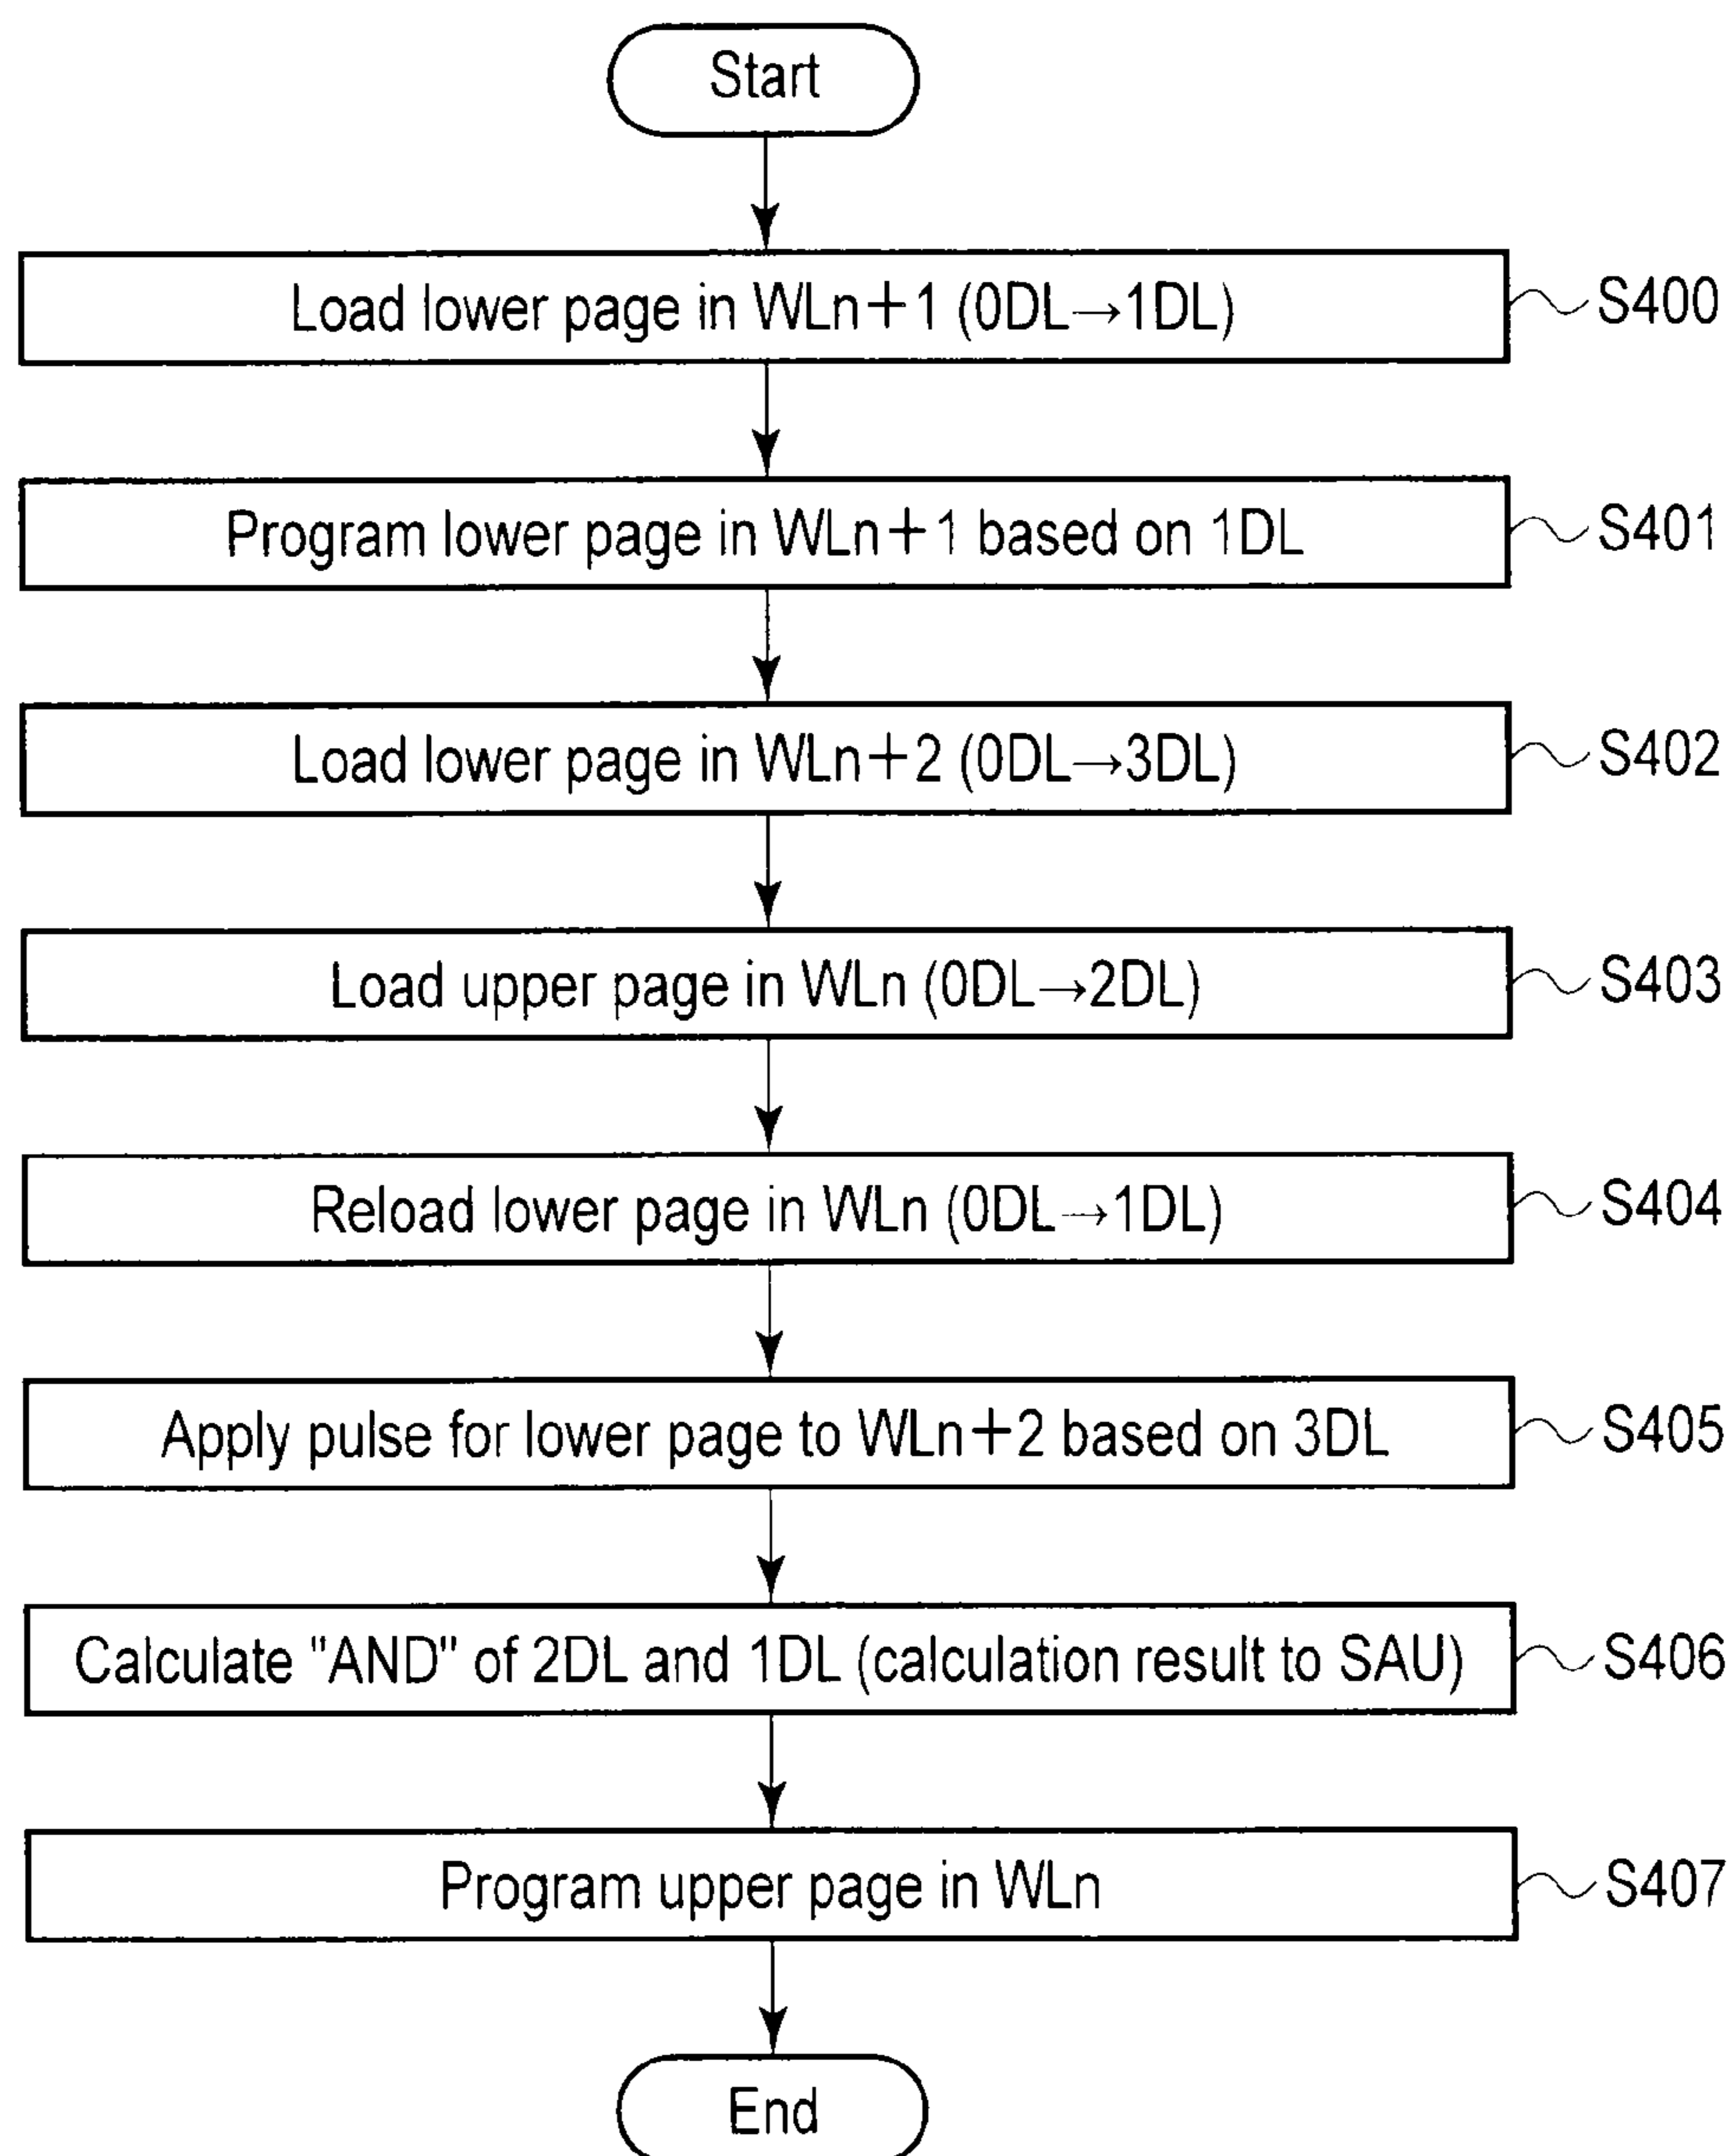 Start
Load lower page in WLn+1 (0DL→1DL)
S400
Program lower page in WLn+1 based on 1DL
S401
Load lower page in WLn+2 (0DL→3DL)
S402
Load upper page in WLn (0DL→2DL)
S403
Reload lower page in WLn (0DL→1DL)
S404
Apply pulse for lower page to WLn+2 based on 3DL
S405
Calculate "AND" of 2DL and 1DL (calculation result to SAU)
S406
Program upper page in WLn
S407
End